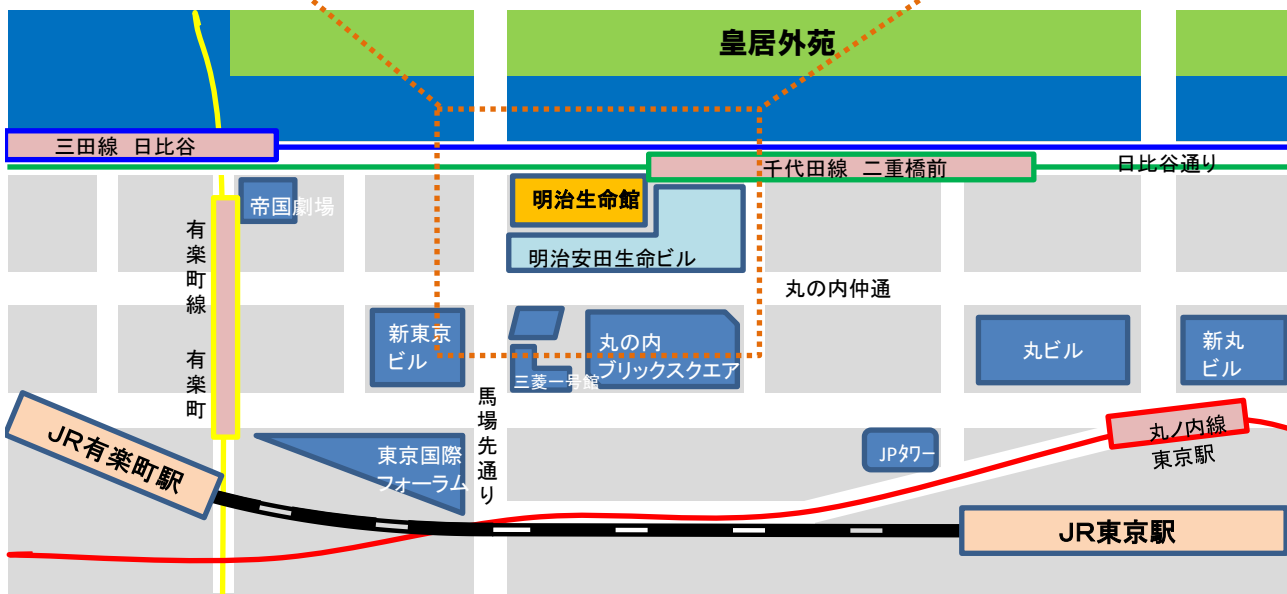 皇居外苑
三田線 日比谷
千代田線 二重橋前
日比谷通り
帝国劇場
明治生命館
明治安田生命ビル
有楽町線 有楽町
丸の内仲通
新東京
ビル
三菱一号館
丸の内
ブリックスクエア
丸ビル
新丸
ビル
馬場先通り
JR有楽町駅
東京国際
フォーラム
JPタワー
丸ノ内線
東京駅
JR東京駅